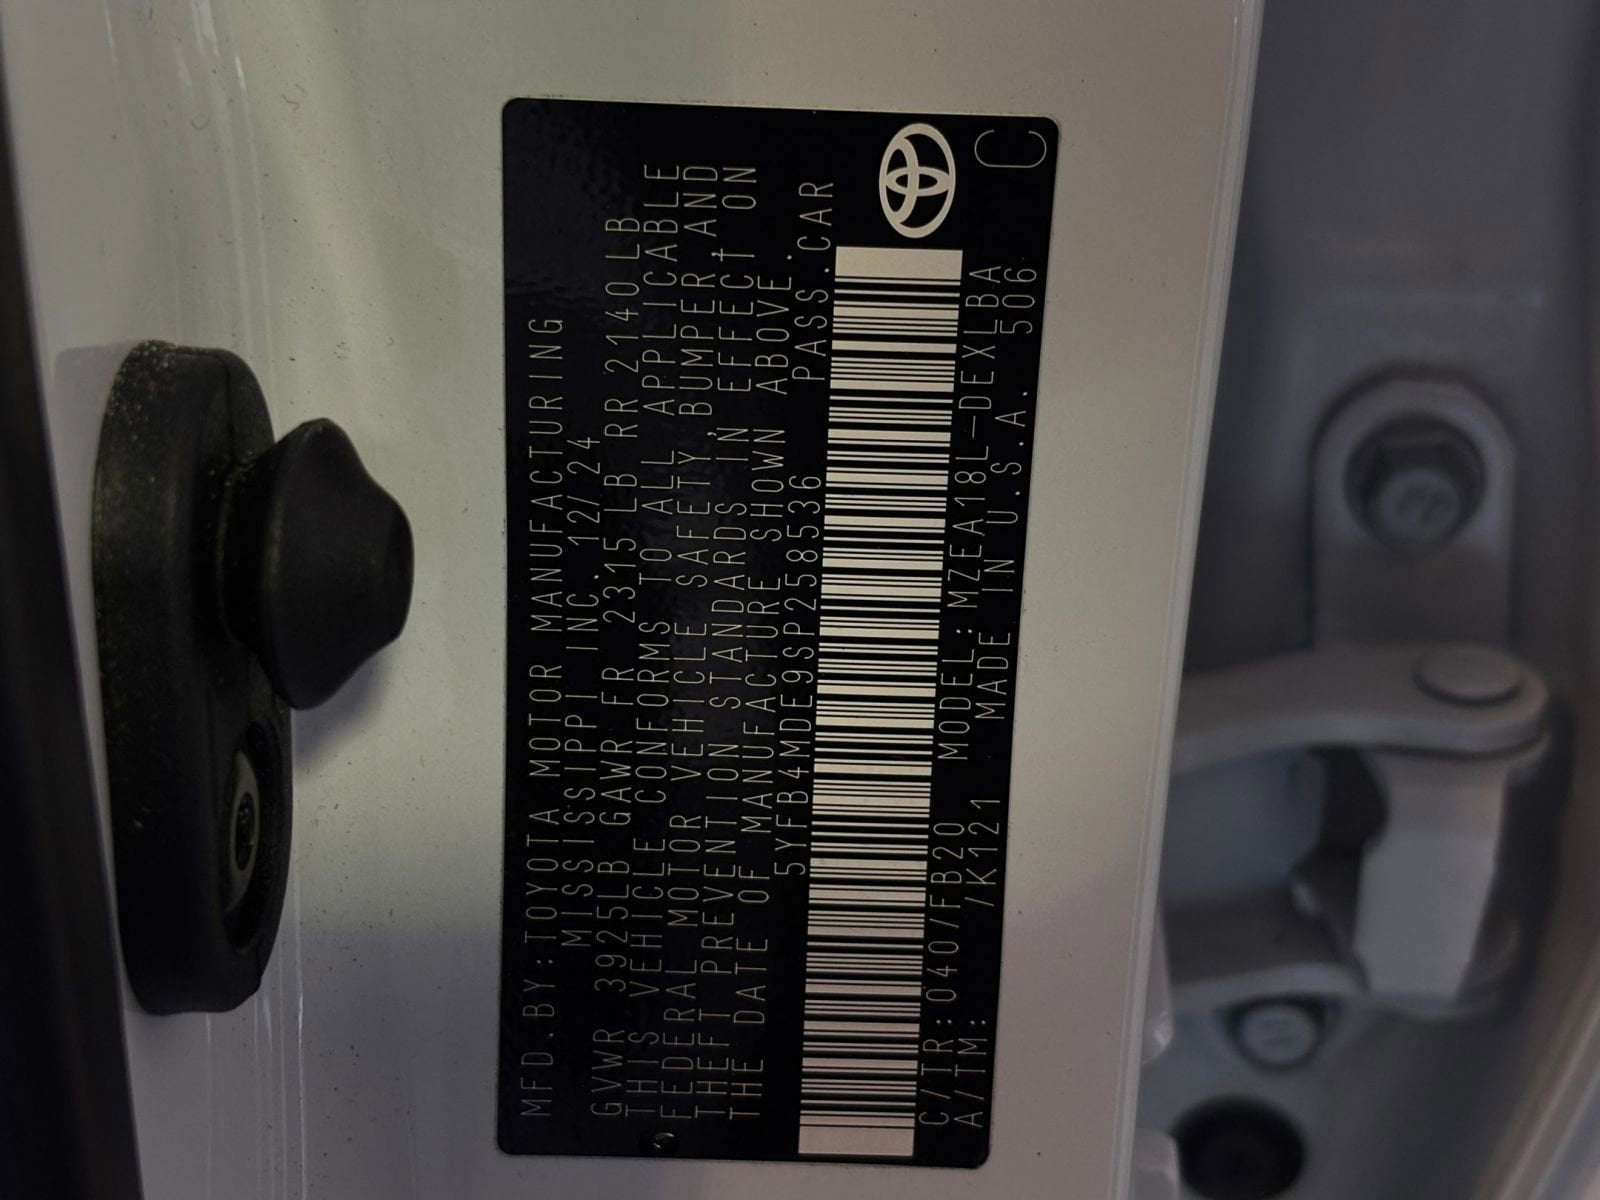 MFD.BY:TOYOTA MOTOR MANUFACTURING
MISSISSIPPI INC. 12/24
GVWR 3925LB GAWR FR 2315LB RR 2140LB
THIS VEHICLE CONFORMS TO ALL APPLICABLE
FEDERAL MOTOR VEHICLE SAFETY, BUMPER, AND
THEFT PREVENTION STANDARDS IN EFFECT ON
THE DATE OF MANUFACTURE SHOWN ABOVE.
5YFB4MDE9SP258536 PASS.CAR
C/TR:040/FB20 MODEL:MZEA18L-DEXLBA
A/TM: /K121 MADE IN U.S.A. 506 C